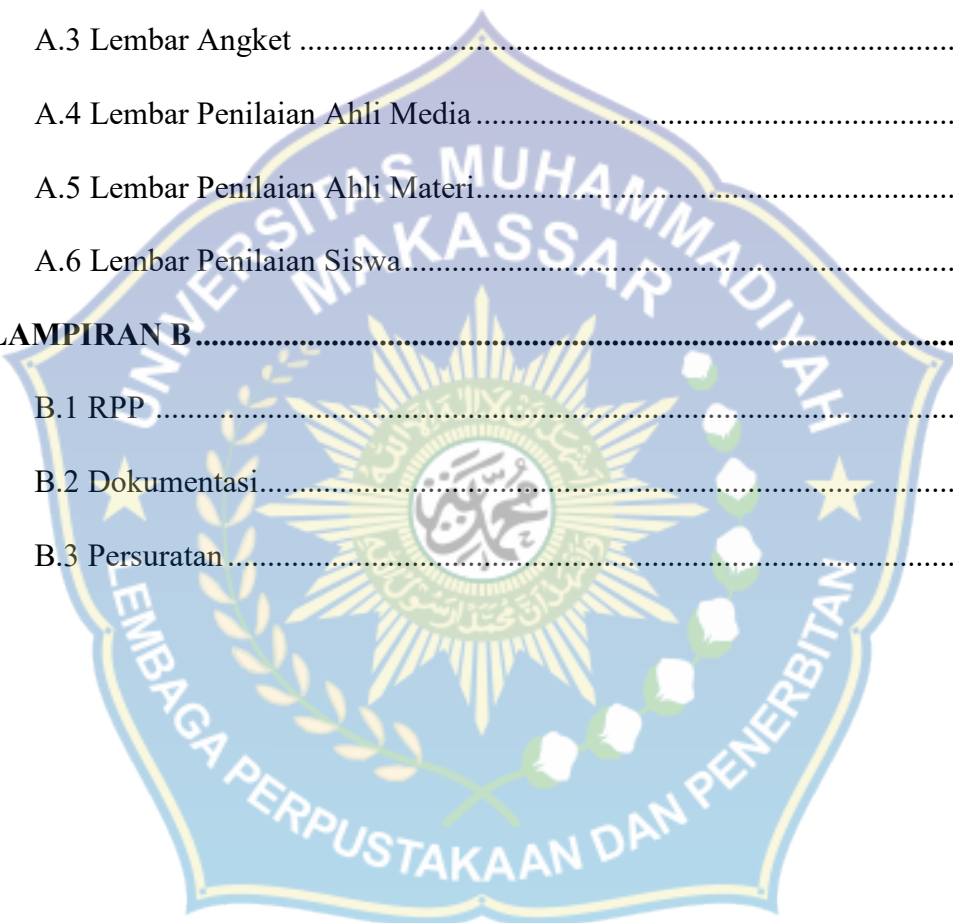 A.3 Lembar Angket ........................................................................................
A.4 Lembar Penilaian Ahli Media ............................................................
A.5 Lembar Penilaian Ahli Materi............................................................
A.6 Lembar Penilaian Siswa.....................................................................
LAMPIRAN B...............................................................................................
B.1 RPP ....................................................................................................
B.2 Dokumentasi.......................................................................................
B.3 Persuratan ...........................................................................................
UNIVERSITAS MUHAMMADIYAH
MAKASSAR
محمدية
LEMBAGA PERPUSTAKAAN DAN PENERBITAN